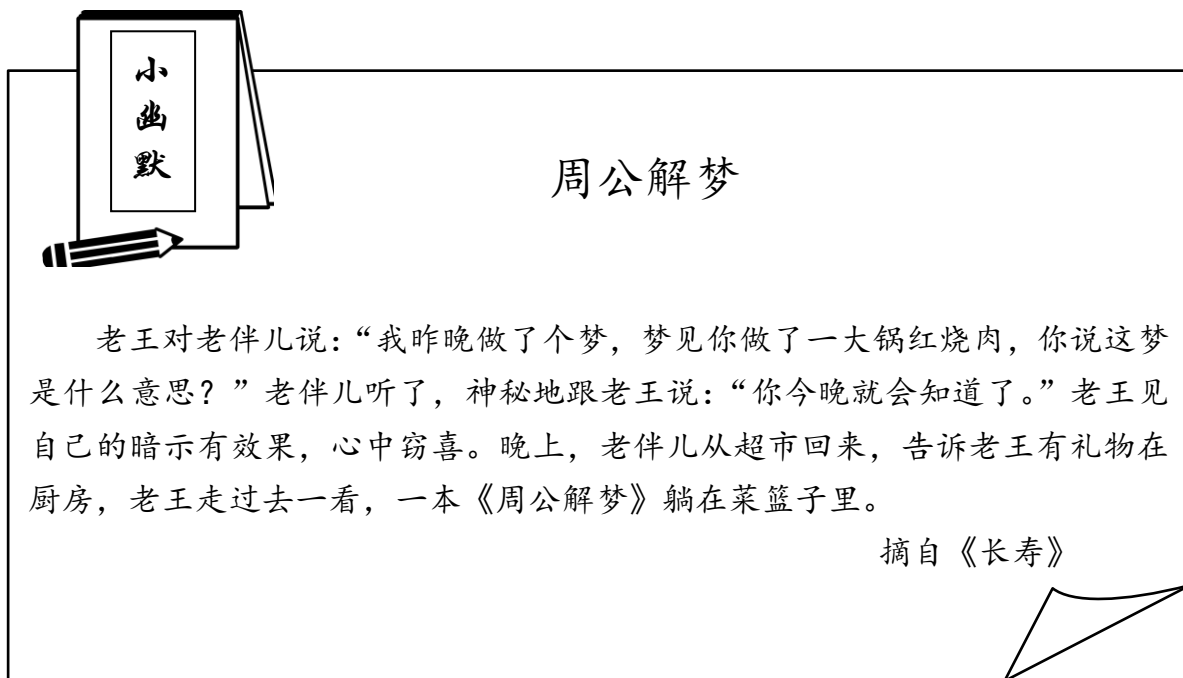 小
幽
默
周公解梦
老王对老伴儿说：“我昨晚做了个梦，梦见你做了一大锅红烧肉，你说这梦
是什么意思？”老伴儿听了，神秘地跟老王说：“你今晚就会知道了。”老王见
自己的暗示有效果，心中窃喜。晚上，老伴儿从超市回来，告诉老王有礼物在
厨房，老王走过去一看，一本《周公解梦》躺在菜篮子里。
摘自《长寿》